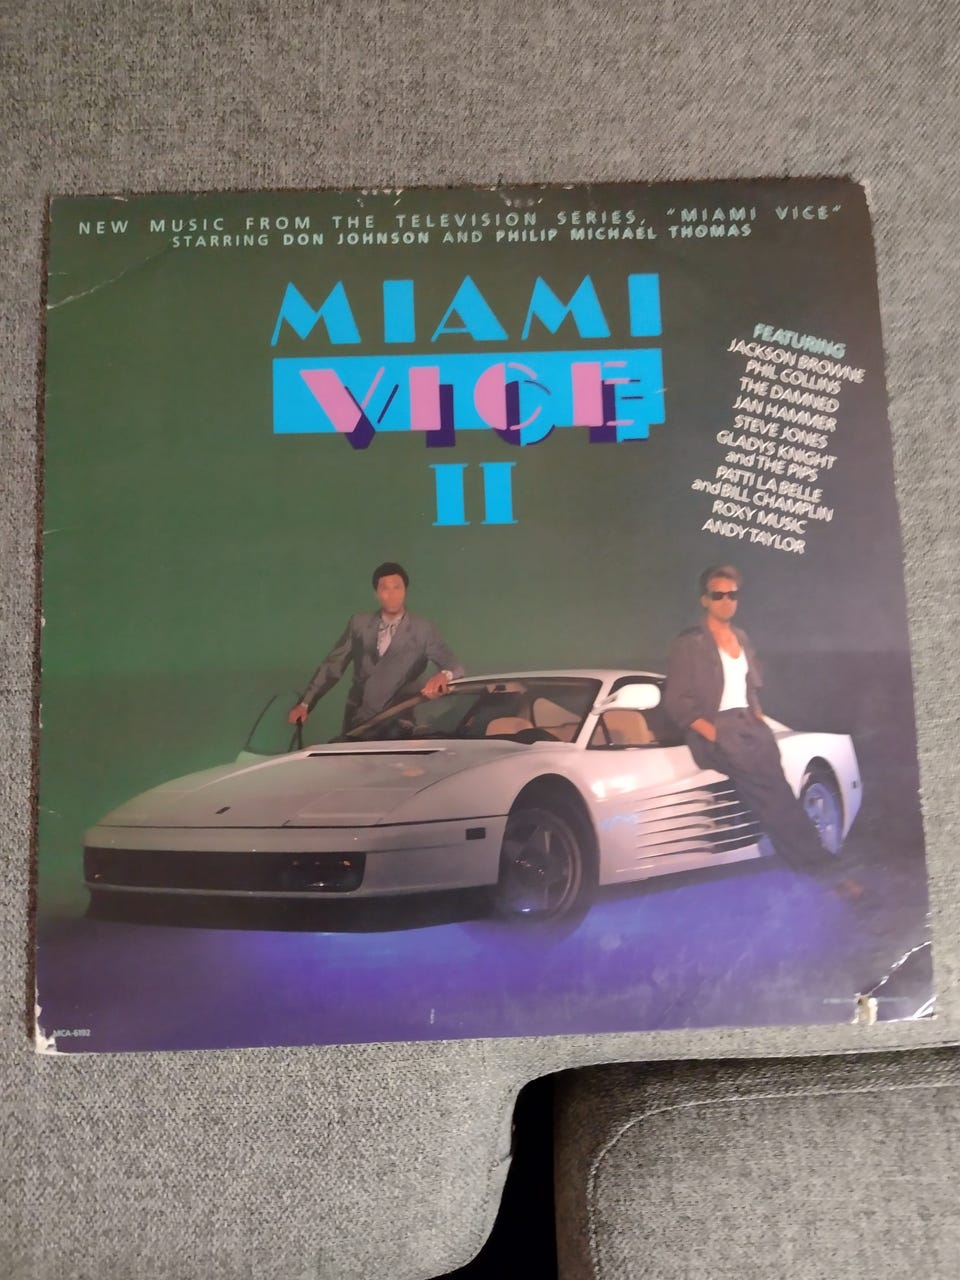 NEW MUSIC FROM THE TELEVISION SERIES, "MIAMI VICE"
STARRING DON JOHNSON AND PHILIP MICHAEL THOMAS
MIAMI
VICE
II
FEATURING
JACKSON BROWNE
PHIL COLLINS
THE DAMNED
JAN HAMMER
STEVE JONES
GLADYS KNIGHT
and THE PIPS
PATTI LA BELLE
and BILL CHAMPLIN
ROXY MUSIC
ANDY TAYLOR
MCA-6192